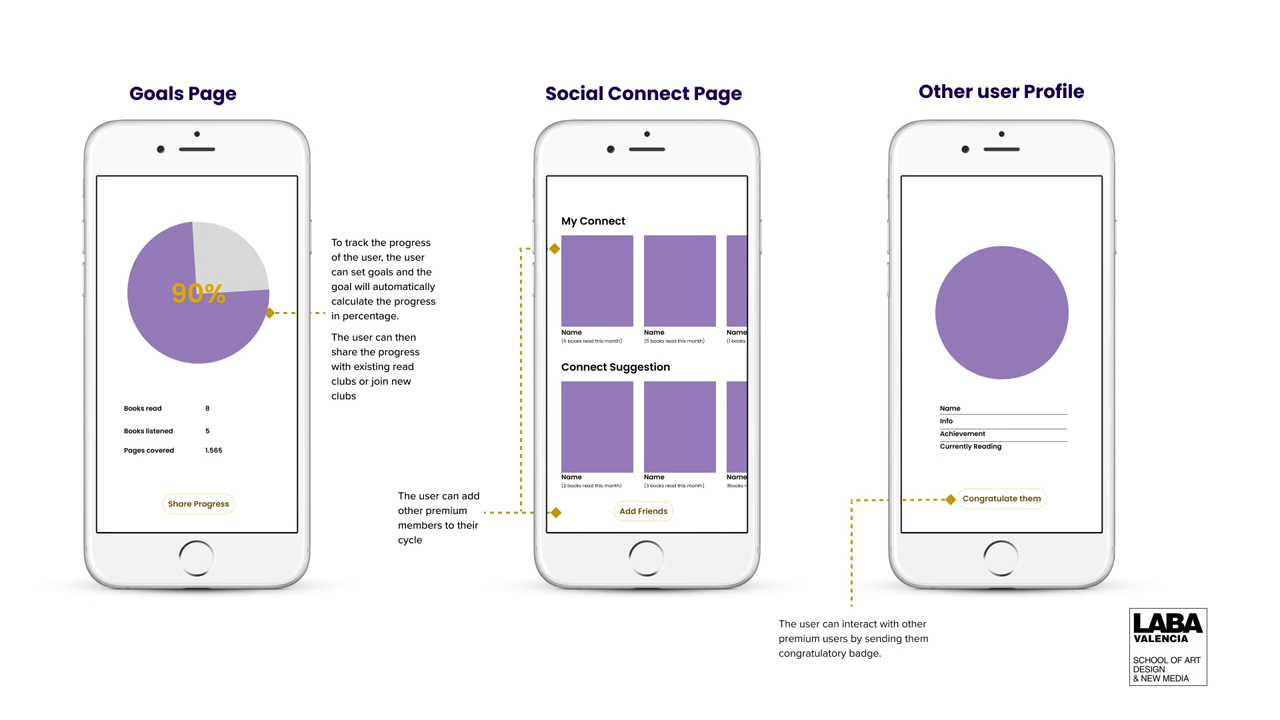 Goals Page
90%
Books read 8
Books listened 5
Pages covered 1.565
Share Progress
To track the progress
of the user, the user
can set goals and the
goal will automatically
calculate the progress
in percentage.
The user can then
share the progress
with existing read
clubs or join new
clubs
Social Connect Page
My Connect
Name Name Name
(6 books read this month) (5 books read this month) (1 books
Connect Suggestion
Name Name Name
(2 books read this month) (3 books read this month)
Add Friends
The user can add
other premium
members to their
cycle
Other user Profile
Name
Info
Achievement
Currently Reading
Congratulate them
The user can interact with other
premium users by sending them
congratulatory badge.
LABA
VALENCIA
SCHOOL OF ART
DESIGN
& NEW MEDIA